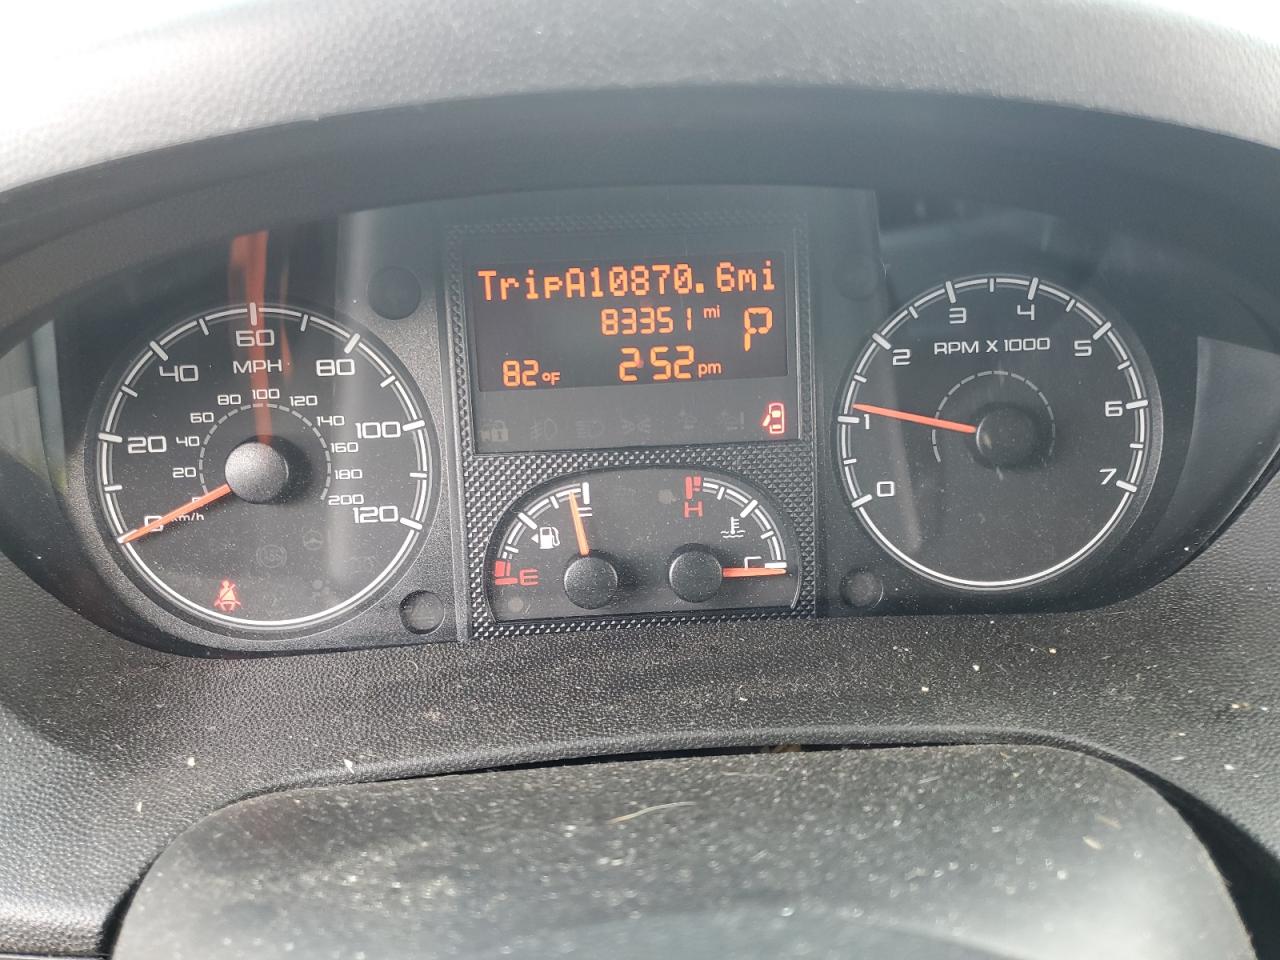 TripA10870.6mi
83351 mi P
82°F 2:52 pm
0 20 40 60 80 100 120
MPH
0 20 40 60 80 100 120 140 160 180 200
km/h
E F
H C
RPM X 1000
0 1 2 3 4 5 6 7